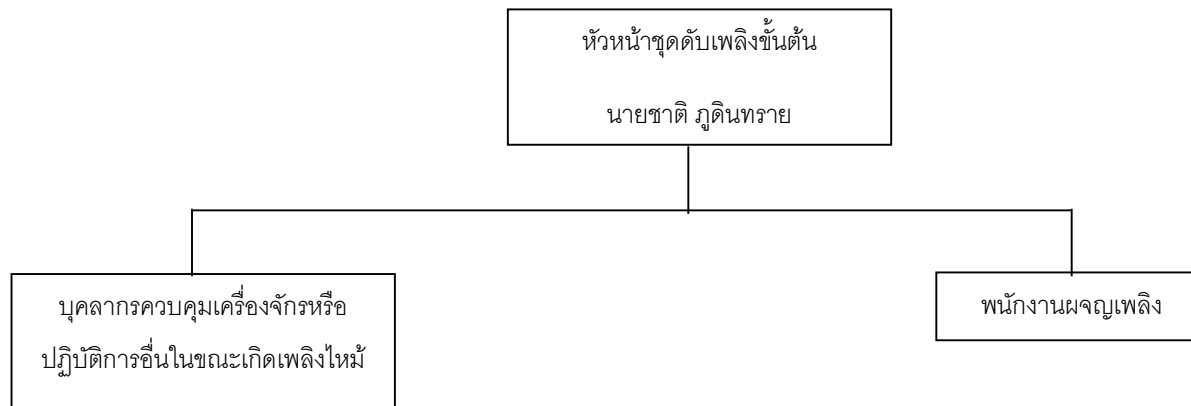 หัวหน้าชุดดับเพลิงขั้นต้น
นายชาติ ภูดินทราย
บุคลากรควบคุมเครื่องจักรหรือ
ปฏิบัติการอื่นในขณะเกิดเพลิงไหม้
พนักงานผจญเพลิง